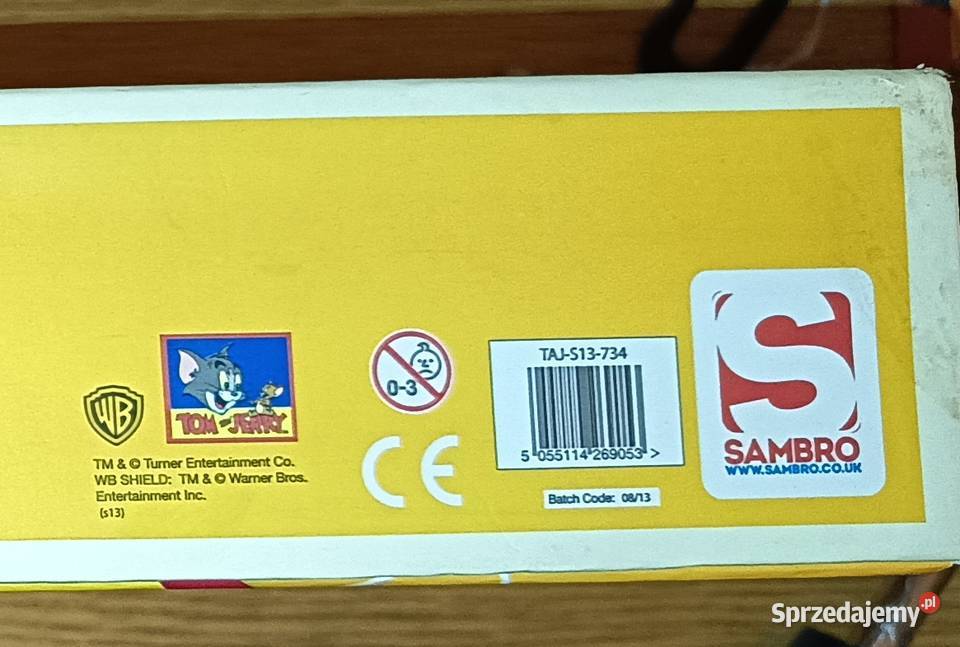 WB
TOM and JERRY
TM & © Turner Entertainment Co.
WB SHIELD: TM & © Warner Bros.
Entertainment Inc.
(s13)
0-3
TAJ-S13-734
5 055114 269053 >
Batch Code: 08/13
SAMBRO
WWW.SAMBRO.CO.UK
Sprzedajemy.pl